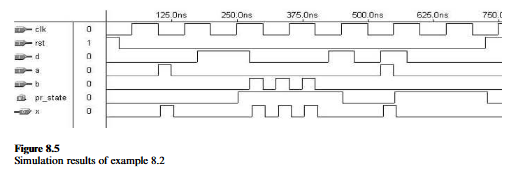 125.0ns 250.0ns 375.0ns 500.0ns 625.0ns 750.0
clk 0
rst 1
d 0
a 0
b 0
pr_state 0
x 0
Figure 8.5
Simulation results of example 8.2